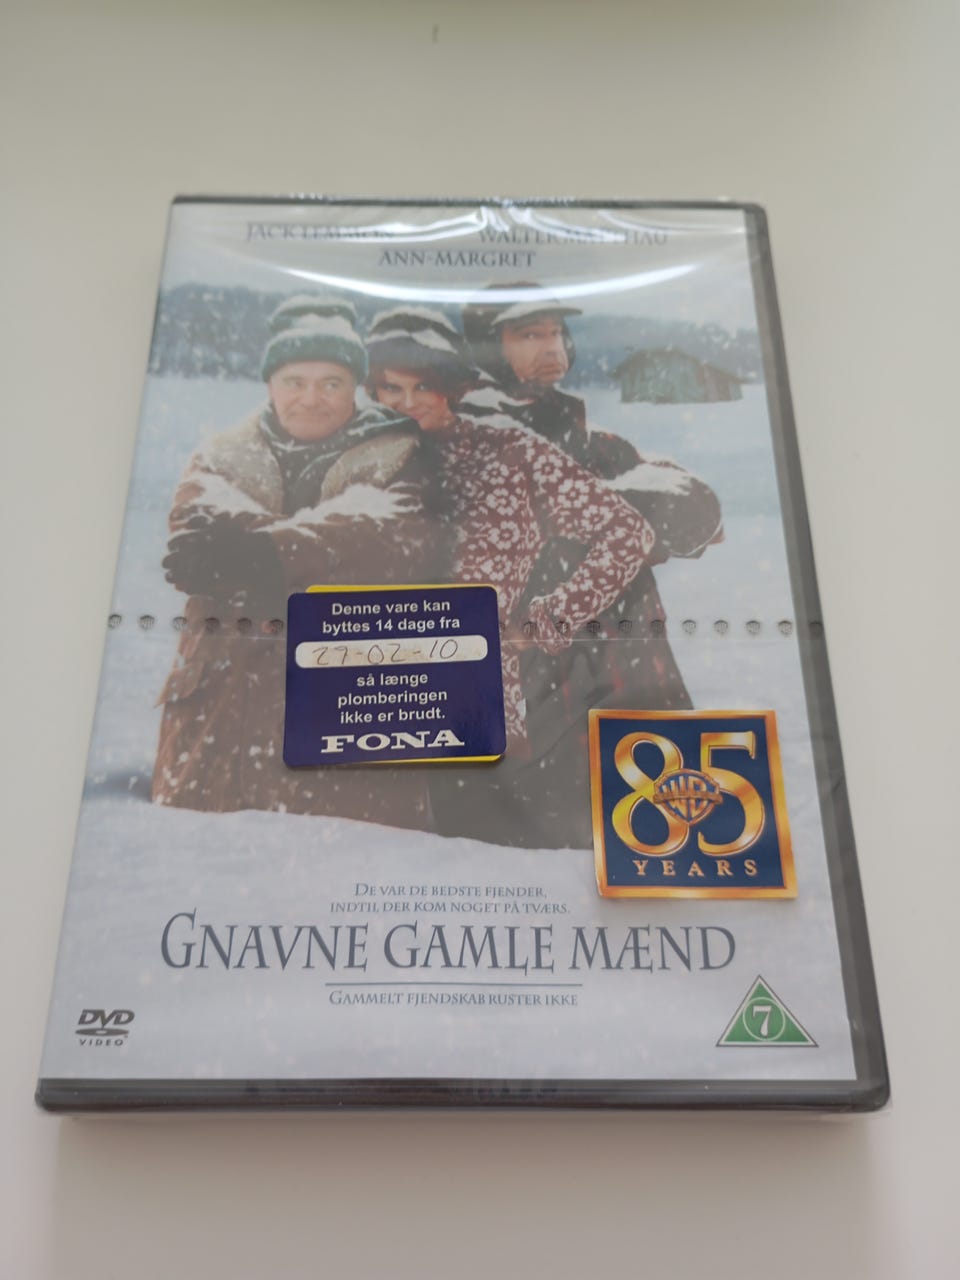 JACK LEMMON WALTER MATTHAU
ANN-MARGRET
Denne vare kan
byttes 14 dage fra
27-02-10
så længe
plomberingen
ikke er brudt.
FONA
85
WB
YEARS
DE VAR DE BEDSTE FJENDER,
INDTIL DER KOM NOGET PÅ TVÆRS.
GNAVNE GAMLE MÆND
GAMMELT FJENDSKAB RUSTER IKKE
DVD
VIDEO
7